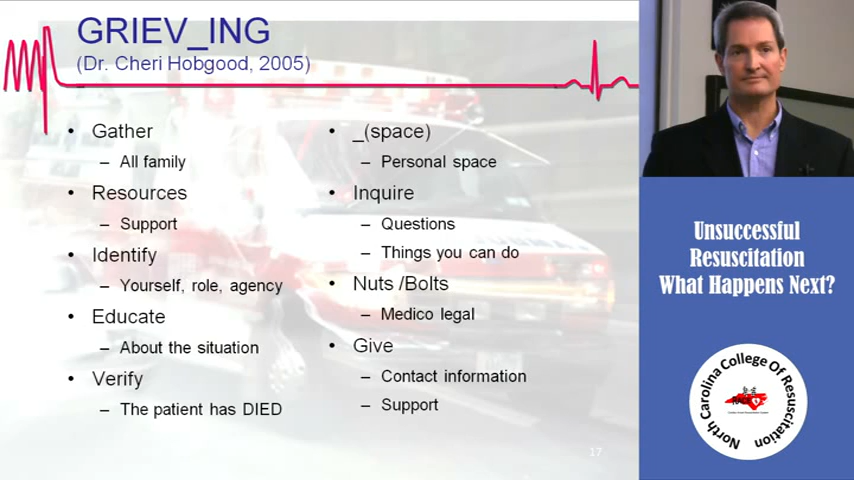 GRIEV_ING
(Dr. Cheri Hobgood, 2005)
• Gather
– All family
• Resources
– Support
• Identify
– Yourself, role, agency
• Educate
– About the situation
• Verify
– The patient has DIED
• _(space)
– Personal space
• Inquire
– Questions
– Things you can do
• Nuts /Bolts
– Medico legal
• Give
– Contact information
– Support
17
Unsuccessful
Resuscitation
What Happens Next?
North Carolina College Of Resuscitation